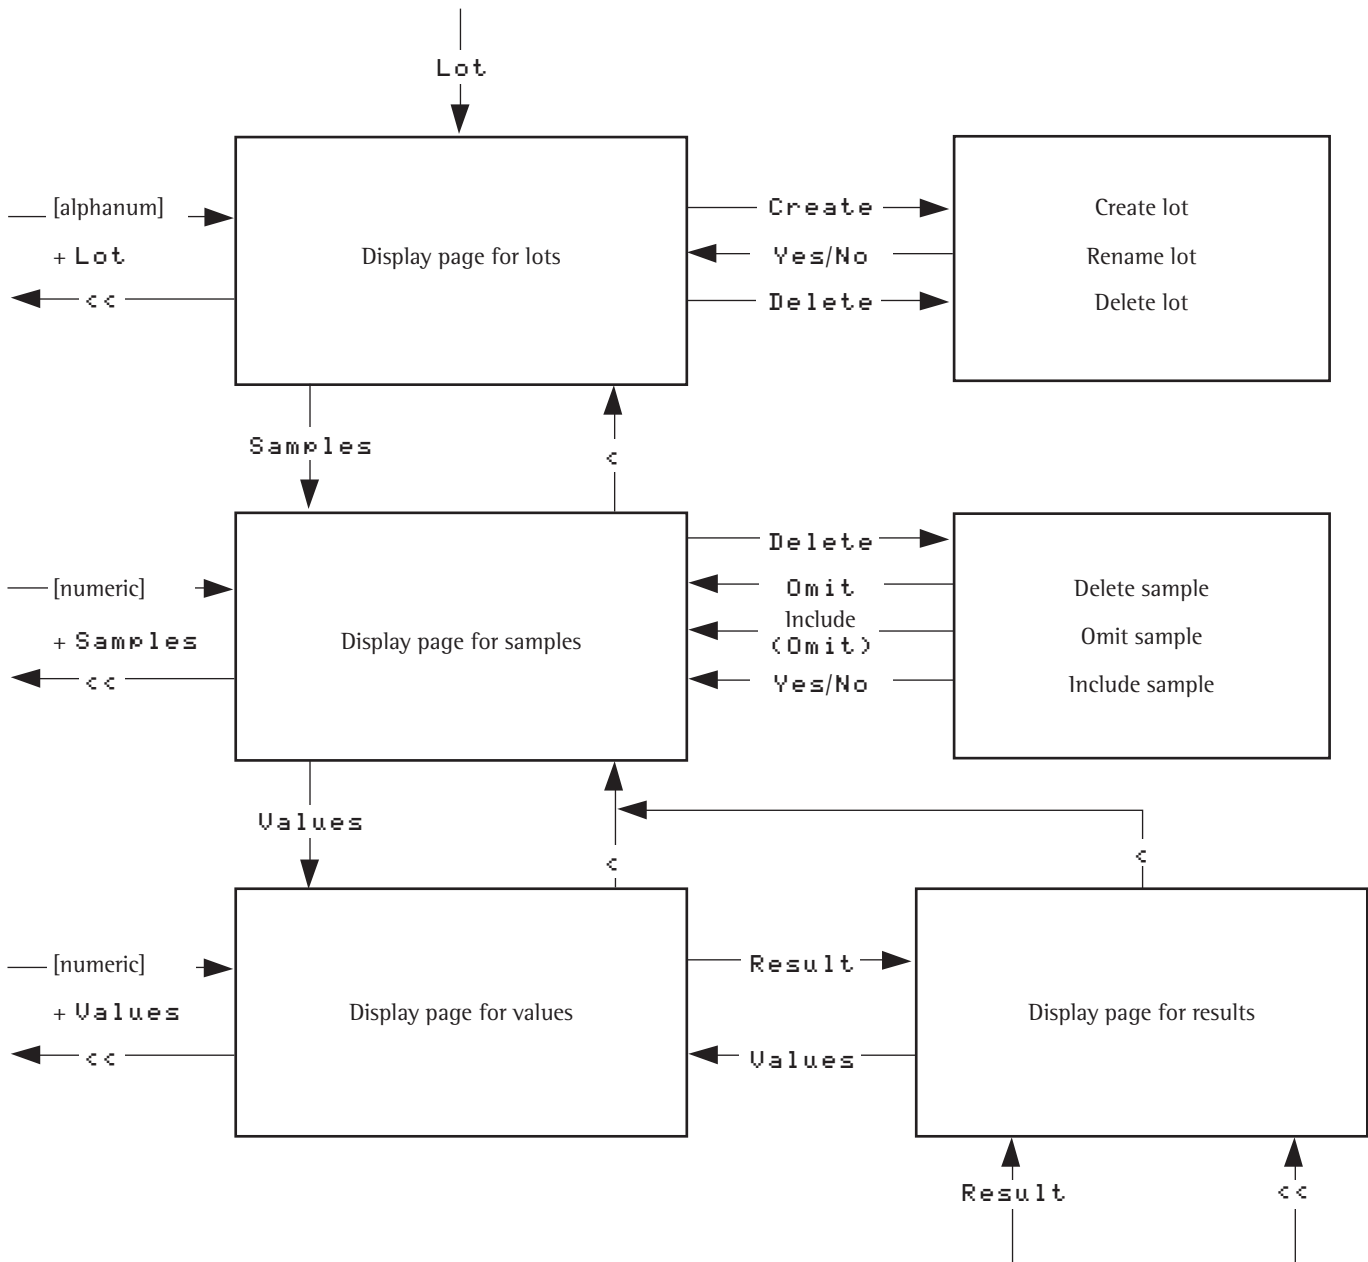 Lot
[alphanum]
+ Lot
<<
Display page for lots
Create
Yes/No
Delete
Create lot
Rename lot
Delete lot
Samples
<
[numeric]
+ Samples
<<
Display page for samples
Delete
Omit
Include
(Omit)
Yes/No
Delete sample
Omit sample
Include sample
Values
<
<
[numeric]
+ Values
<<
Display page for values
Result
Values
Display page for results
Result
<<